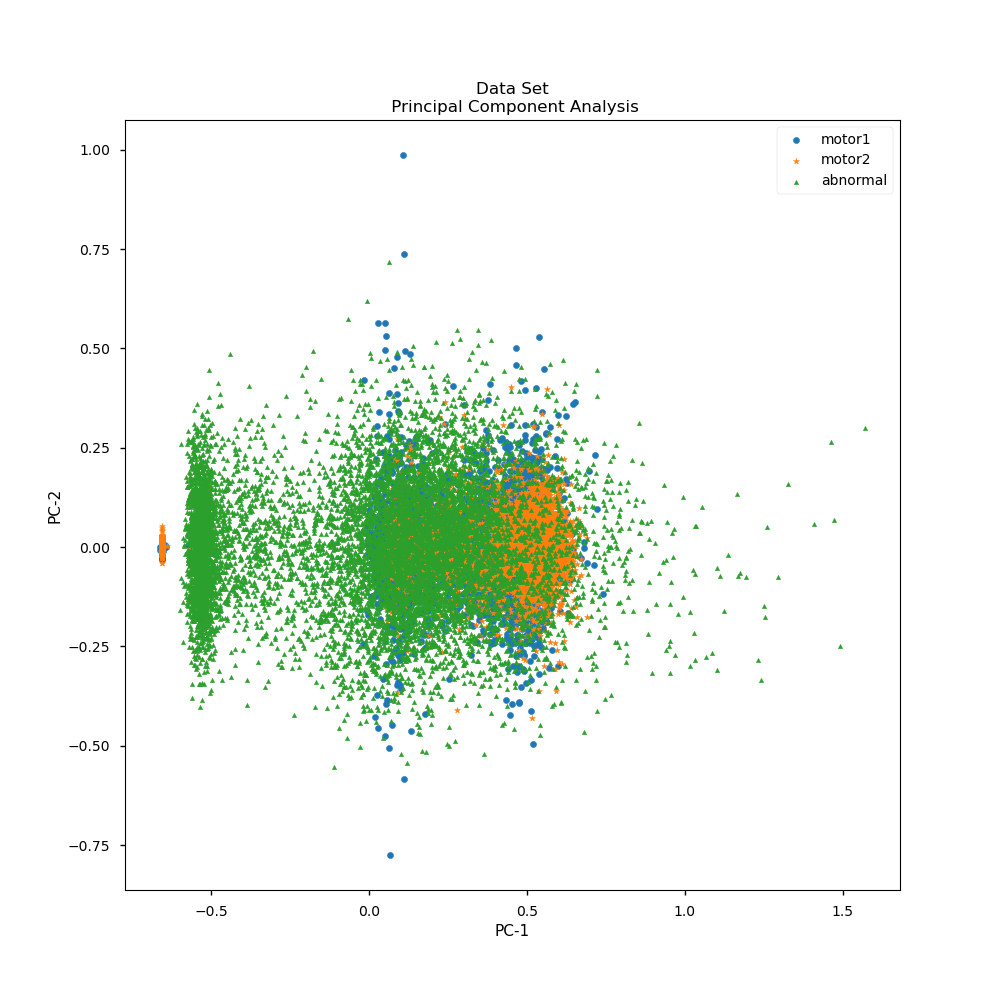 Data Set
Principal Component Analysis
motor1
motor2
abnormal
1.00
0.75
0.50
0.25
0.00
−0.25
−0.50
−0.75
PC-2
−0.5
0.0
0.5
1.0
1.5
PC-1